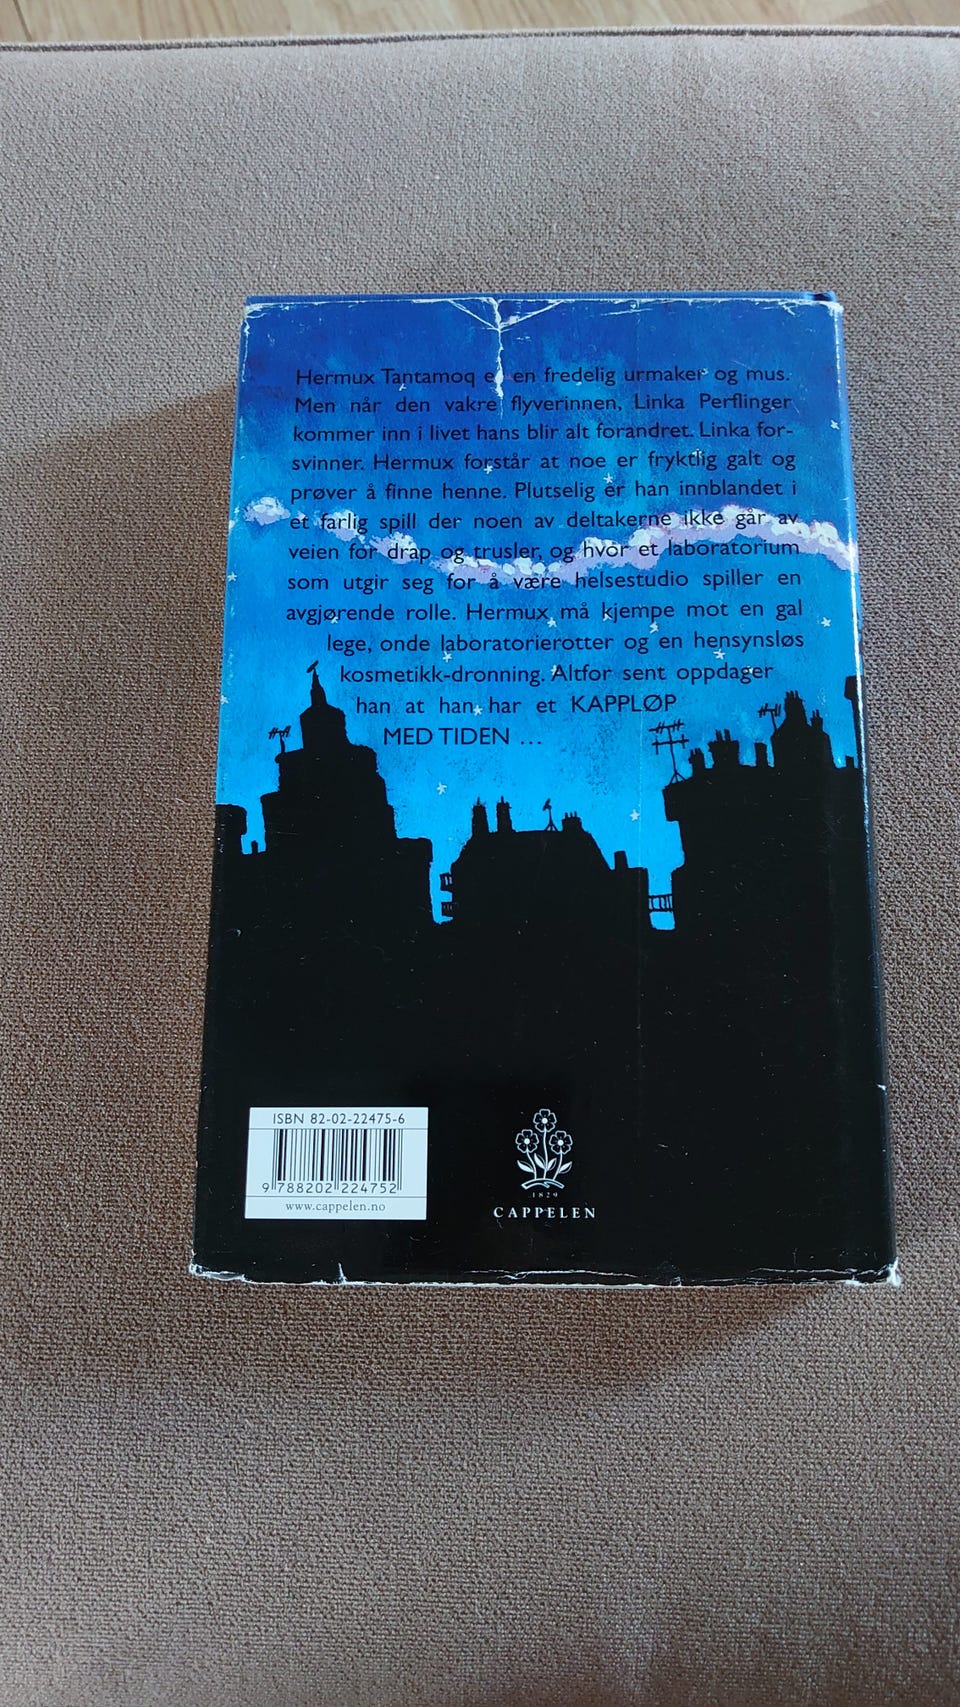 Hermux Tantamoq er en fredelig urmaker og mus.
Men når den vakre flyverinnen, Linka Perflinger
kommer inn i livet hans blir alt forandret. Linka for-
svinner. Hermux forstår at noe er fryktlig galt og
prøver å finne henne. Plutselig er han innblandet i
et farlig spill der noen av deltakerne ikke går av
veien for drap og trusler, og hvor et laboratorium
som utgir seg for å være helsestudio spiller en
avgjørende rolle. Hermux må kjempe mot en gal
lege, onde laboratorierotter og en hensynsløs
kosmetikk-dronning. Altfor sent oppdager
han at han har et KAPPLØP
MED TIDEN ...
ISBN 82-02-22475-6
9 788202 224752
www.cappelen.no
1829
CAPPELEN